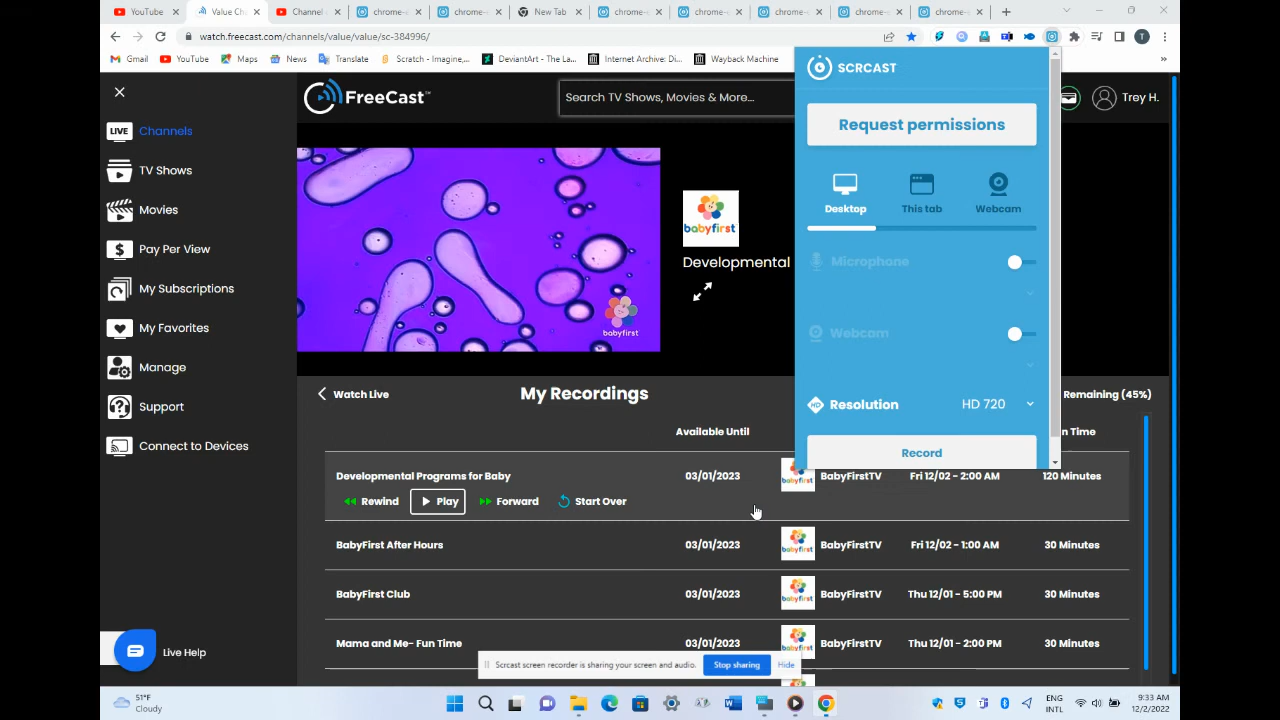 YouTube
Value Ch
Channel
chrome-
chrome-
New Tab
chrome-
chrome-
chrome-
chrome-
chrome-
watch.freecast.com/channels/value/value/sc-384996/
T
Gmail
YouTube
Maps
News
Translate
Scratch - Imagine,...
DeviantArt - The La...
Internet Archive: Di...
Wayback Machine
»
SCRCAST
FreeCast
Search TV Shows, Movies & More...
Trey H.
Request permissions
LIVE Channels
TV Shows
Movies
Pay Per View
My Subscriptions
My Favorites
Manage
Support
Connect to Devices
Live Help
babyfirst
babyfirst
Developmental
Desktop
This tab
Webcam
Microphone
Webcam
HD Resolution
HD 720
Record
Watch Live
My Recordings
Remaining (45%)
Available Until
n Time
Developmental Programs for Baby
03/01/2023
babyfirst
BabyFirstTV
Fri 12/02 - 2:00 AM
120 Minutes
Rewind
Play
Forward
Start Over
BabyFirst After Hours
03/01/2023
babyfirst
BabyFirstTV
Fri 12/02 - 1:00 AM
30 Minutes
BabyFirst Club
03/01/2023
babyfirst
BabyFirstTV
Thu 12/01 - 5:00 PM
30 Minutes
Mama and Me- Fun Time
03/01/2023
babyfirst
BabyFirstTV
Thu 12/01 - 2:00 PM
30 Minutes
Scrcast screen recorder is sharing your screen and audio.
Stop sharing
Hide
51°F
Cloudy
ENG
INTL
9:33 AM
12/2/2022